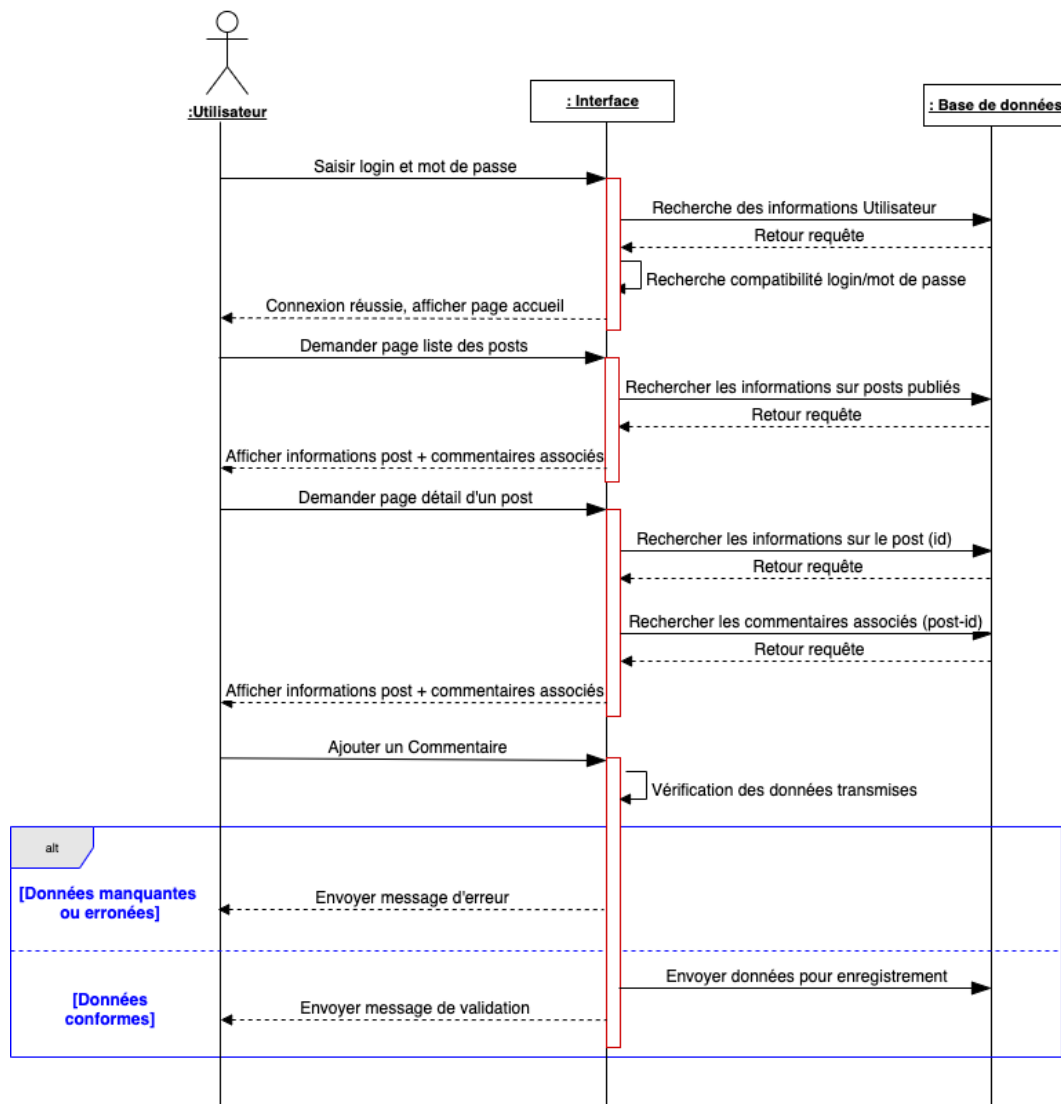 :Utilisateur
: Interface
: Base de données
Saisir login et mot de passe
Recherche des informations Utilisateur
Retour requête
Recherche compatibilité login/mot de passe
Connexion réussie, afficher page accueil
Demander page liste des posts
Rechercher les informations sur posts publiés
Retour requête
Afficher informations post + commentaires associés
Demander page détail d'un post
Rechercher les informations sur le post (id)
Retour requête
Rechercher les commentaires associés (post-id)
Retour requête
Afficher informations post + commentaires associés
Ajouter un Commentaire
Vérification des données transmises
alt
[Données manquantes
ou erronées]
Envoyer message d'erreur
Envoyer données pour enregistrement
[Données
conformes]
Envoyer message de validation